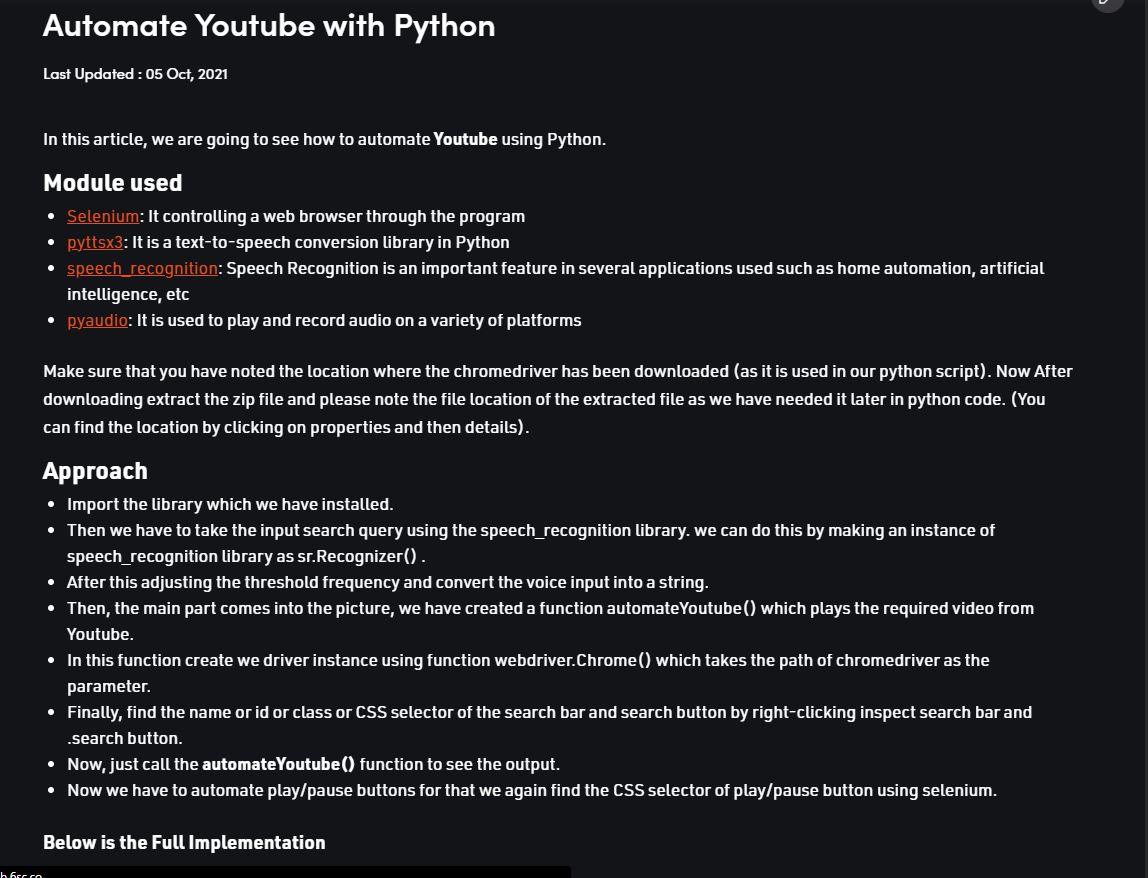 Automate Youtube with Python
Last Updated : 05 Oct, 2021
In this article, we are going to see how to automate Youtube using Python.
Module used
• Selenium: It controlling a web browser through the program
• pyttsx3: It is a text-to-speech conversion library in Python
• speech_recognition: Speech Recognition is an important feature in several applications used such as home automation, artificial
intelligence, etc
• pyaudio: It is used to play and record audio on a variety of platforms
Make sure that you have noted the location where the chromedriver has been downloaded (as it is used in our python script). Now After
downloading extract the zip file and please note the file location of the extracted file as we have needed it later in python code. (You
can find the location by clicking on properties and then details).
Approach
• Import the library which we have installed.
• Then we have to take the input search query using the speech_recognition library. we can do this by making an instance of
speech_recognition library as sr.Recognizer() .
• After this adjusting the threshold frequency and convert the voice input into a string.
• Then, the main part comes into the picture, we have created a function automateYoutube() which plays the required video from
Youtube.
• In this function create we driver instance using function webdriver.Chrome() which takes the path of chromedriver as the
parameter.
• Finally, find the name or id or class or CSS selector of the search bar and search button by right-clicking inspect search bar and
.search button.
• Now, just call the automateYoutube() function to see the output.
• Now we have to automate play/pause buttons for that we again find the CSS selector of play/pause button using selenium.
Below is the Full Implementation